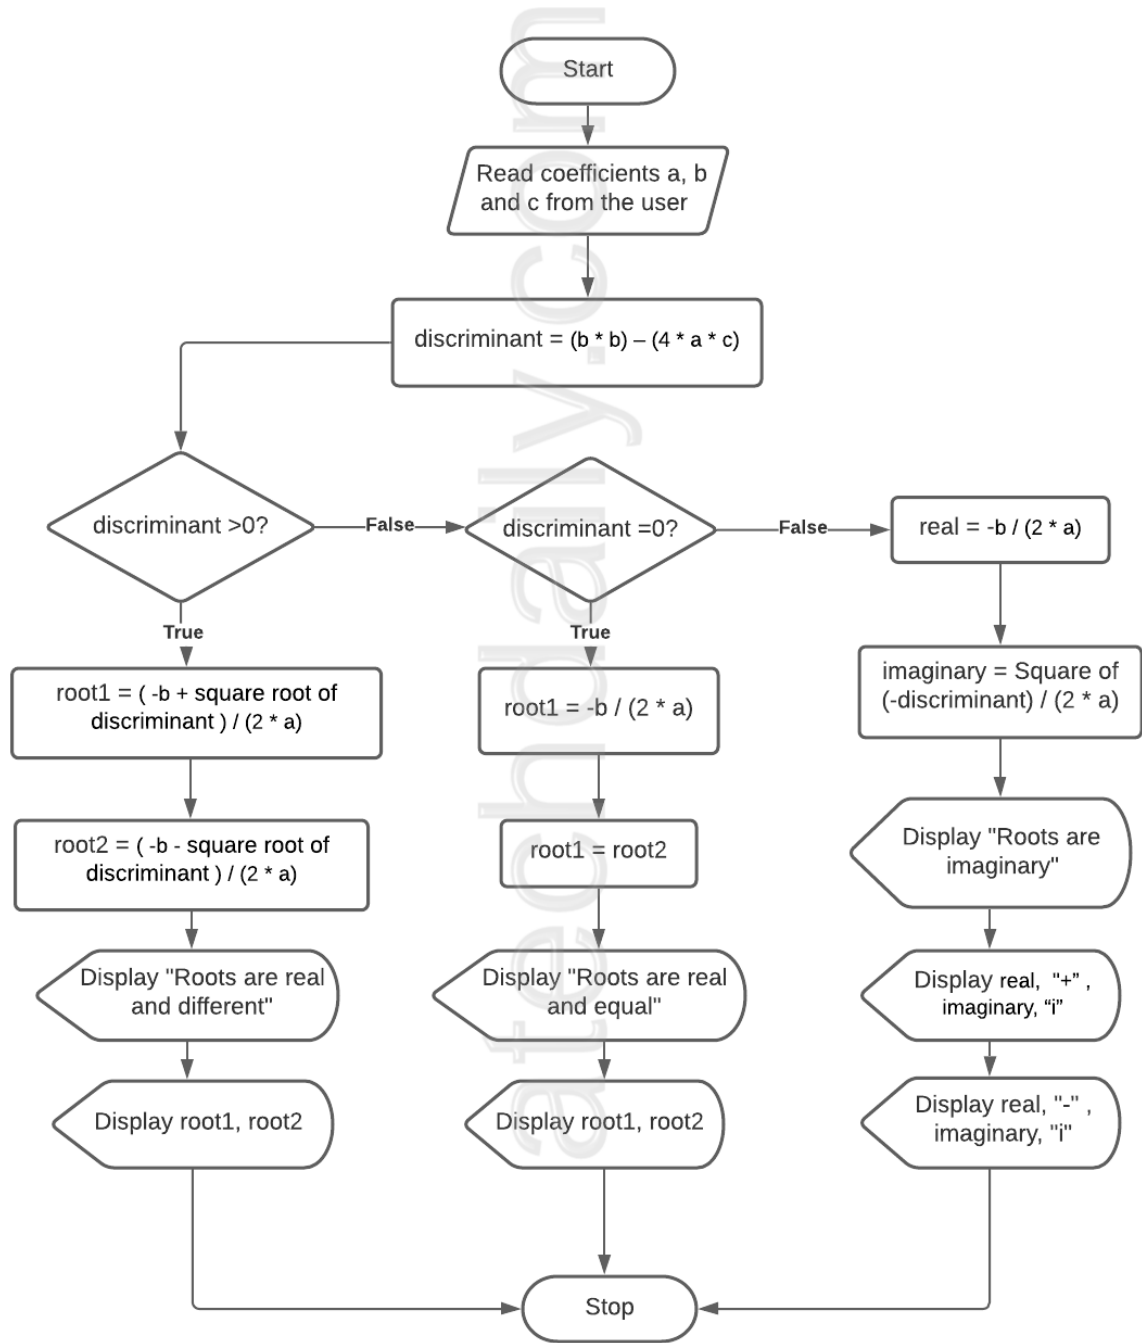 Start
Read coefficients a, b
and c from the user
discriminant = (b * b) – (4 * a * c)
discriminant >0?
False
discriminant =0?
False
real = -b / (2 * a)
True
True
root1 = ( -b + square root of
discriminant ) / (2 * a)
root1 = -b / (2 * a)
imaginary = Square of
(-discriminant) / (2 * a)
root2 = ( -b - square root of
discriminant ) / (2 * a)
root1 = root2
Display "Roots are
imaginary"
Display "Roots are real
and different"
Display "Roots are real
and equal"
Display real, "+” ,
imaginary, “i”
Display root1, root2
Display root1, root2
Display real, "-" ,
imaginary, "i"
Stop
atechdaily.com